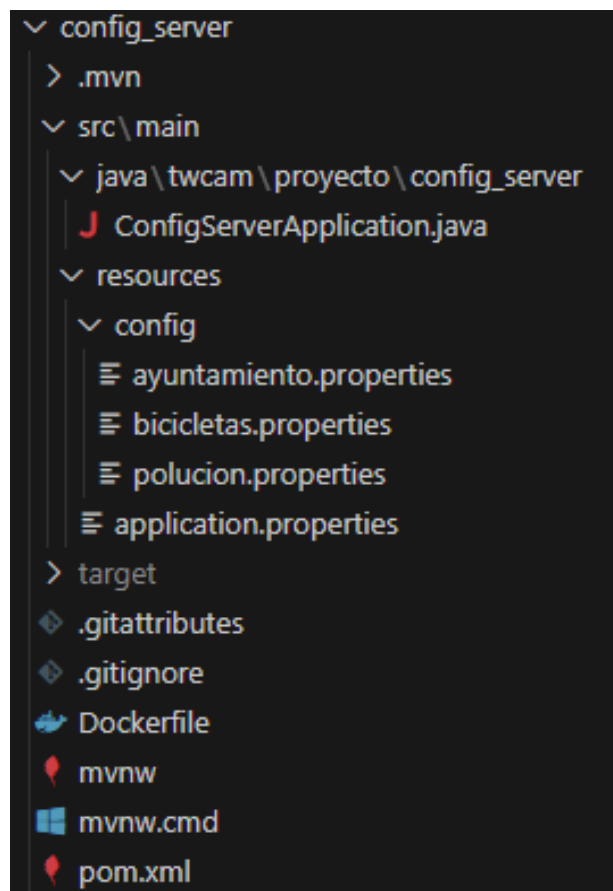 config_server
.mvn
src\main
java\twcam\proyecto\config_server
ConfigServerApplication.java
resources
config
ayuntamiento.properties
bicicletas.properties
polucion.properties
application.properties
target
.gitattributes
.gitignore
Dockerfile
mvnw
mvnw.cmd
pom.xml